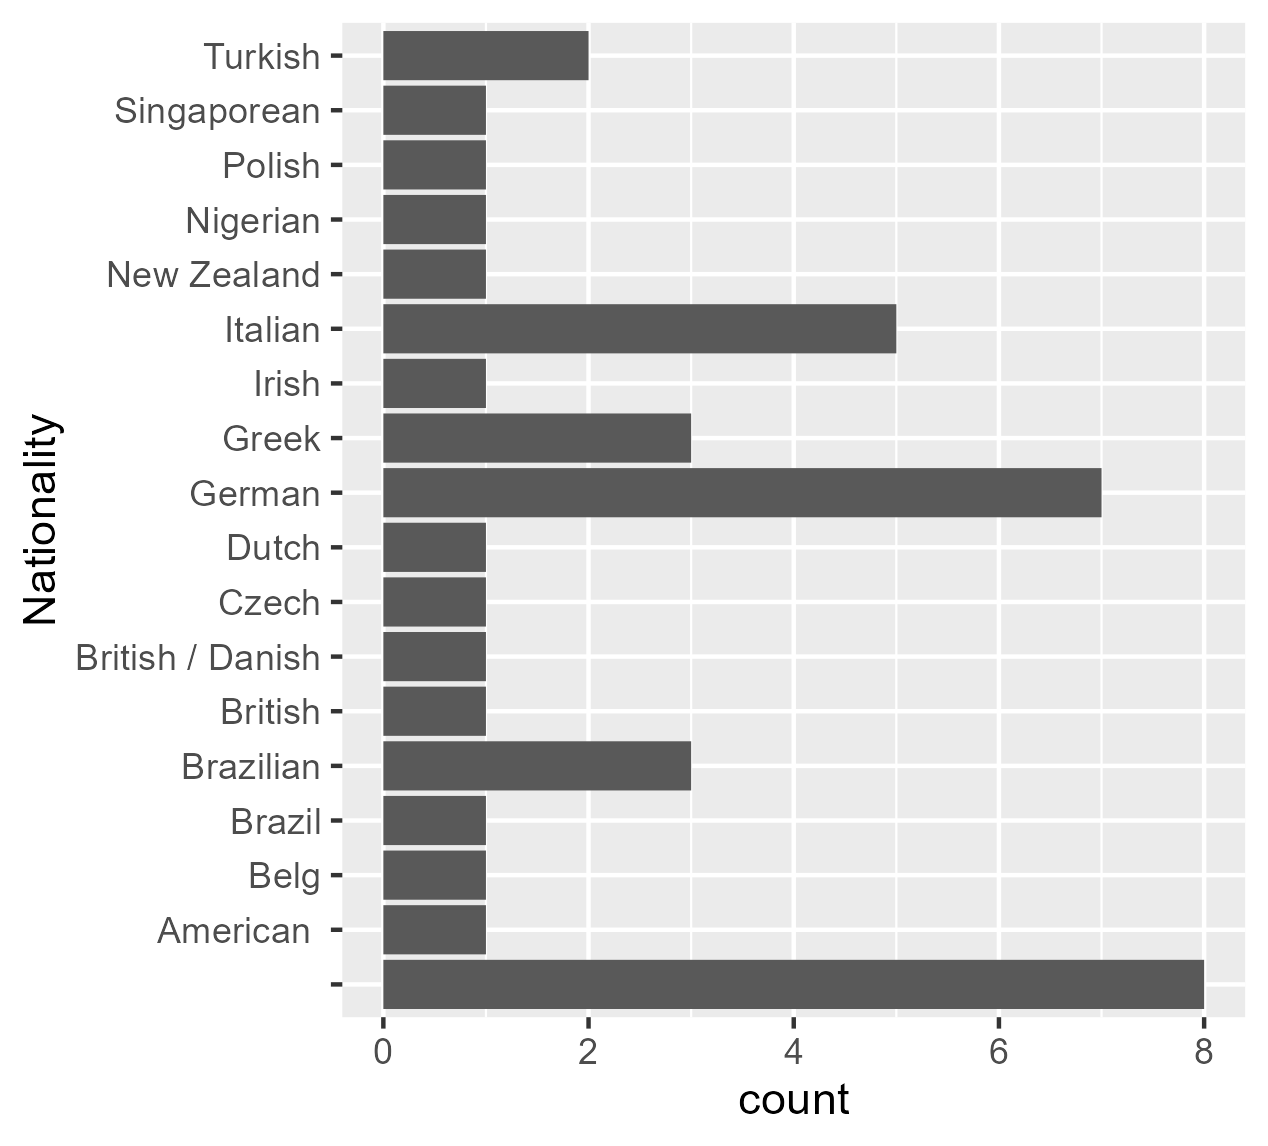 Turkish
Singaporean
Polish
Nigerian
New Zealand
Italian
Irish
Greek
German
Dutch
Czech
British / Danish
British
Brazilian
Brazil
Belg
American
Nationality
0 2 4 6 8
count